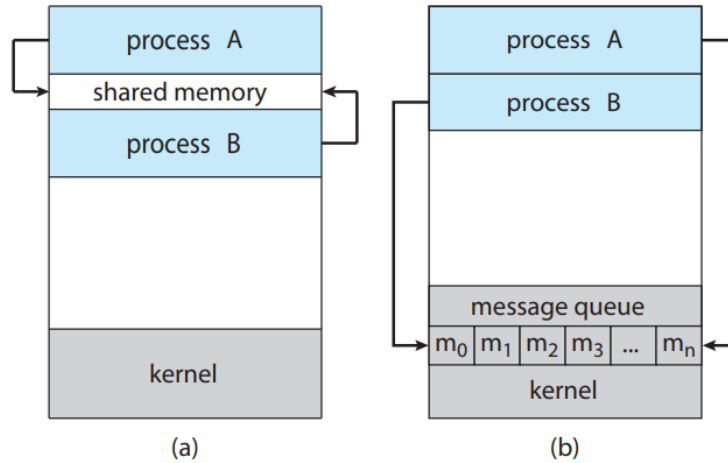 process A
shared memory
process B
kernel
(a)
process A
process B
message queue
m₀ m₁ m₂ m₃ ... mₙ
kernel
(b)